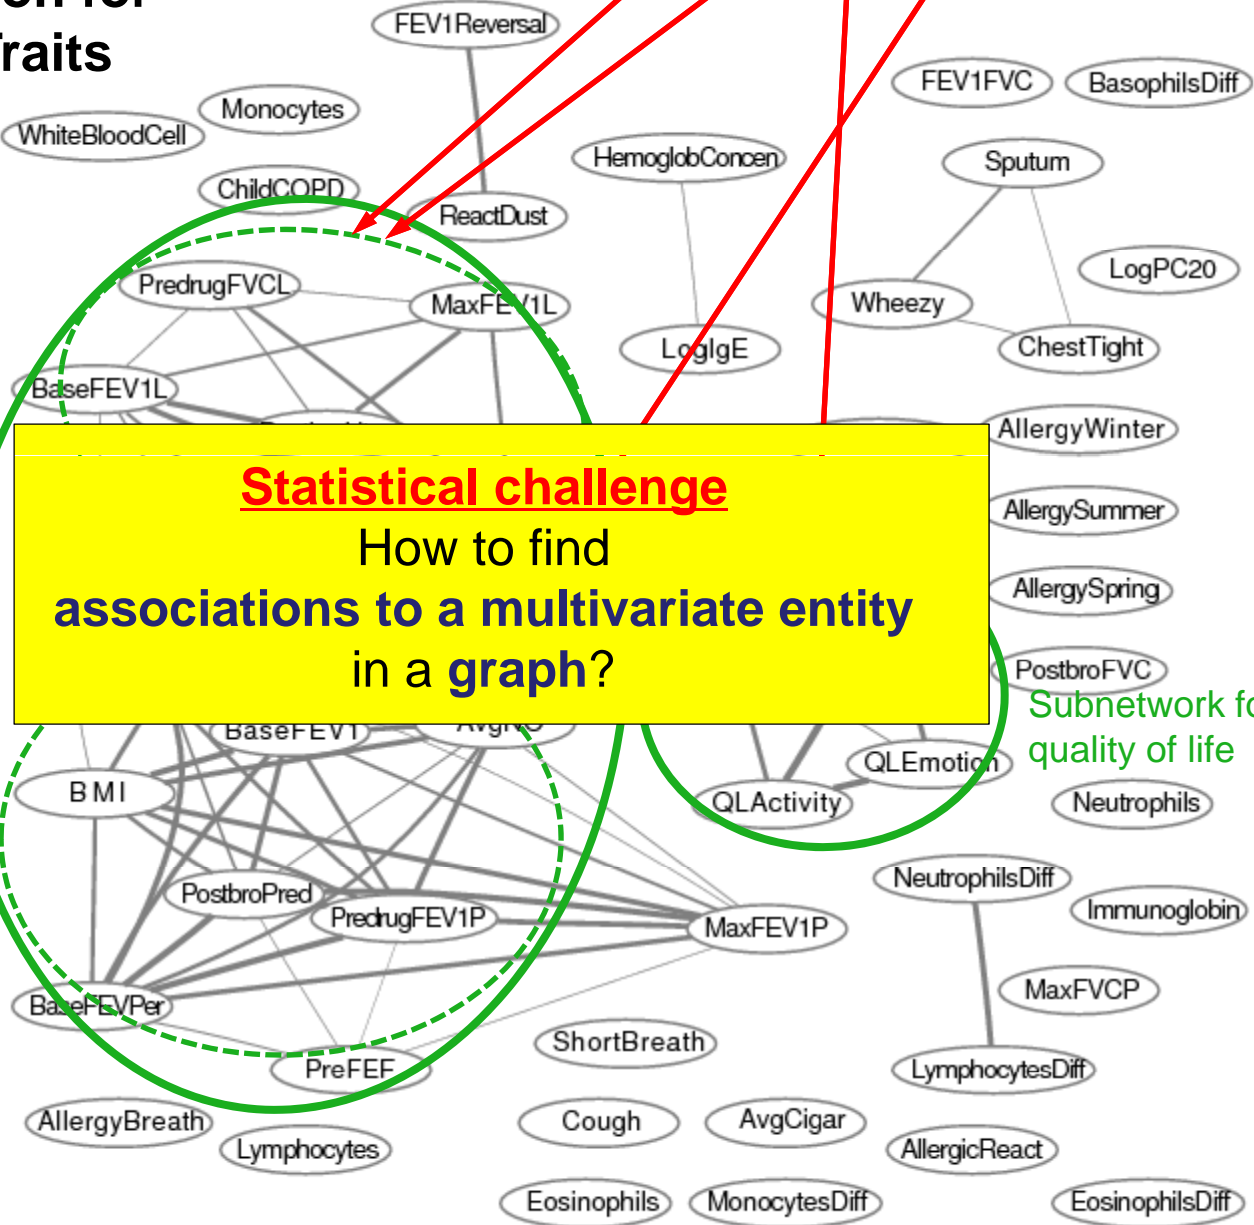 Traits
FEV1Reversal
FEV1FVC
BasophilsDiff
Monocytes
WhiteBloodCell
HemoglobConcen
Sputum
ChildCOPD
ReactDust
LogPC20
PredrugFVCL
MaxFEV1L
Wheezy
LogIgE
ChestTight
BaseFEV1L
AllergyWinter
Statistical challenge
How to find
associations to a multivariate entity
in a graph?
AllergySummer
AllergySpring
PostbroFVC
Subnetwork fo
quality of life
BaseFEV1
AvgNO
QLEmotion
BMI
QLActivity
Neutrophils
NeutrophilsDiff
PostbroPred
PredrugFEV1P
Immunoglobin
MaxFEV1P
MaxFVCP
BaseFEVPer
ShortBreath
PreFEF
LymphocytesDiff
AllergyBreath
Cough
AvgCigar
Lymphocytes
AllergicReact
Eosinophils
MonocytesDiff
EosinophilsDiff